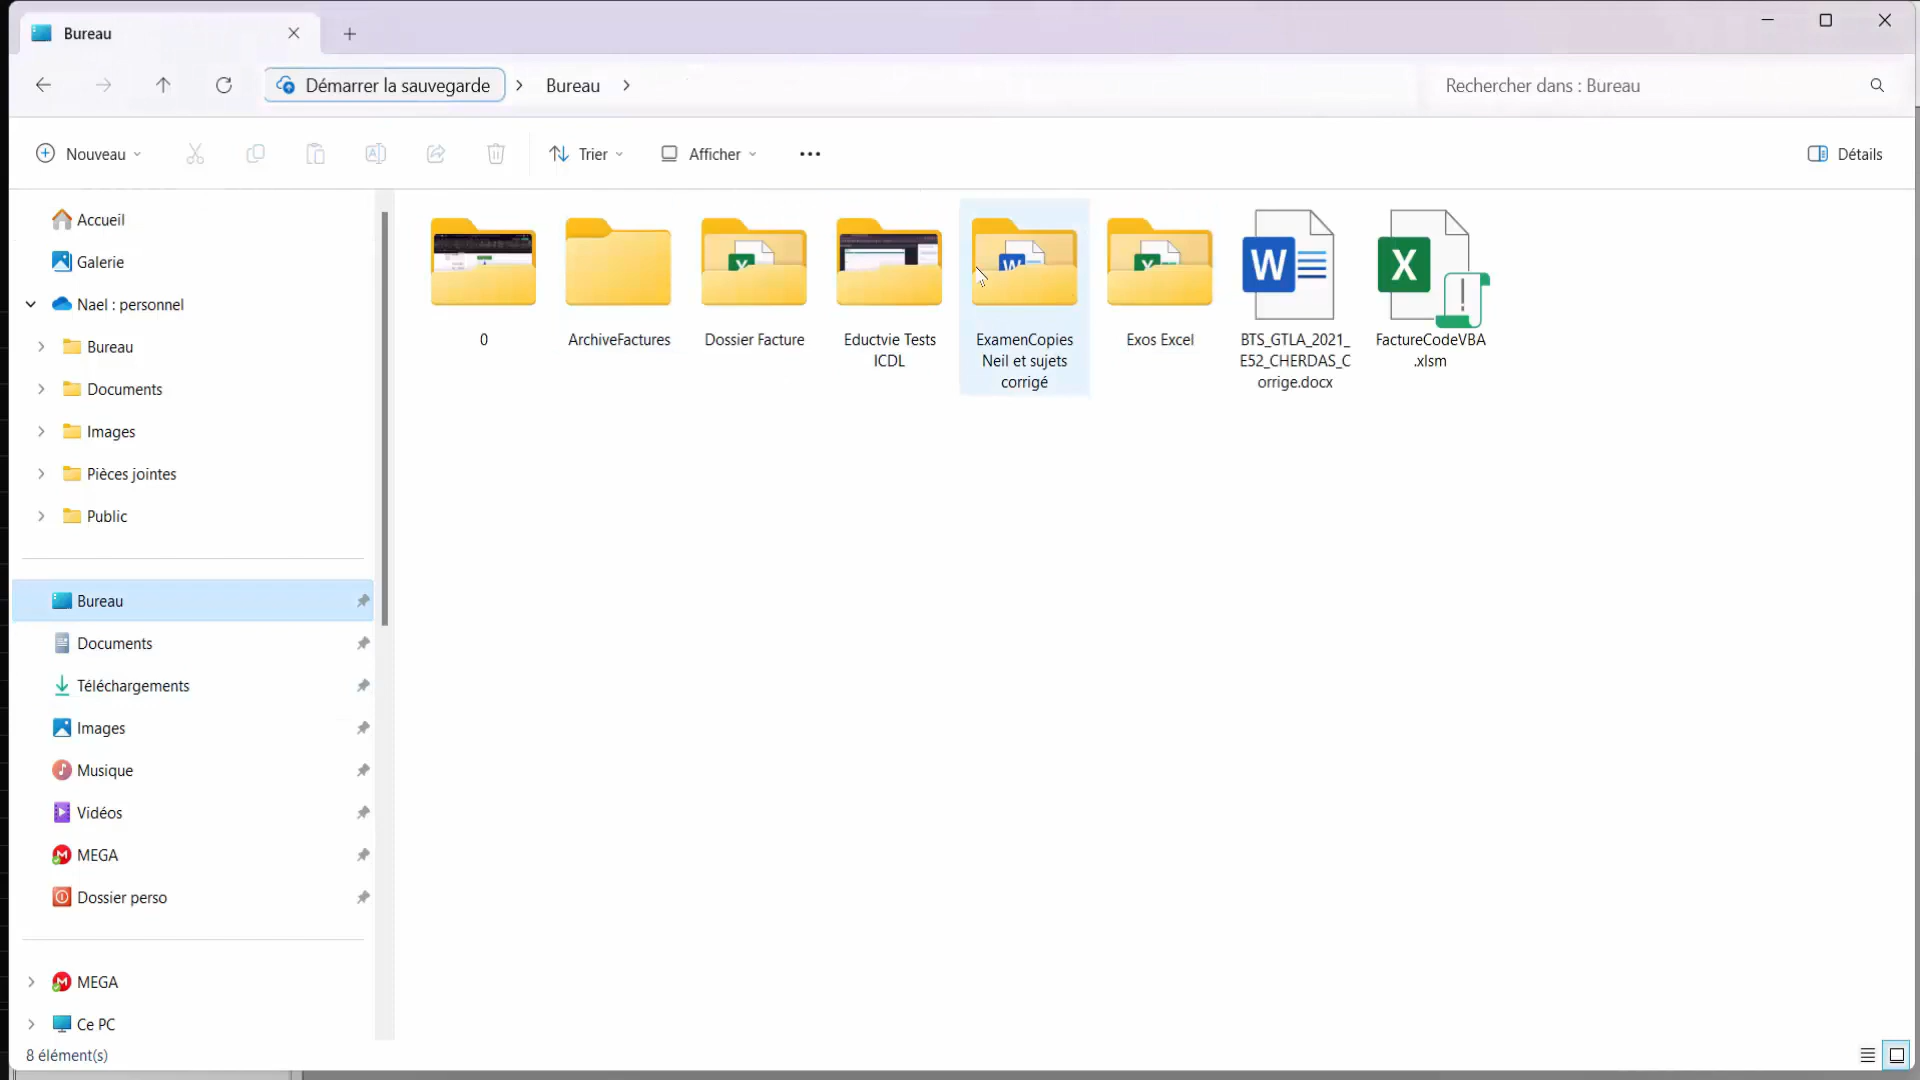 Bureau
Démarrer la sauvegarde
Bureau
Rechercher dans : Bureau
Nouveau
Trier
Afficher
Détails
Accueil
Galerie
Nael : personnel
Bureau
Documents
Images
Pièces jointes
Public
Bureau
Documents
Téléchargements
Images
Musique
Vidéos
MEGA
Dossier perso
MEGA
Ce PC
0
ArchiveFactures
Dossier Facture
Eductvie Tests
ICDL
ExamenCopies
Neil et sujets
corrigé
Exos Excel
BTS_GTLA_2021_
E52_CHERDAS_C
orrige.docx
FactureCodeVBA
.xlsm
8 élément(s)